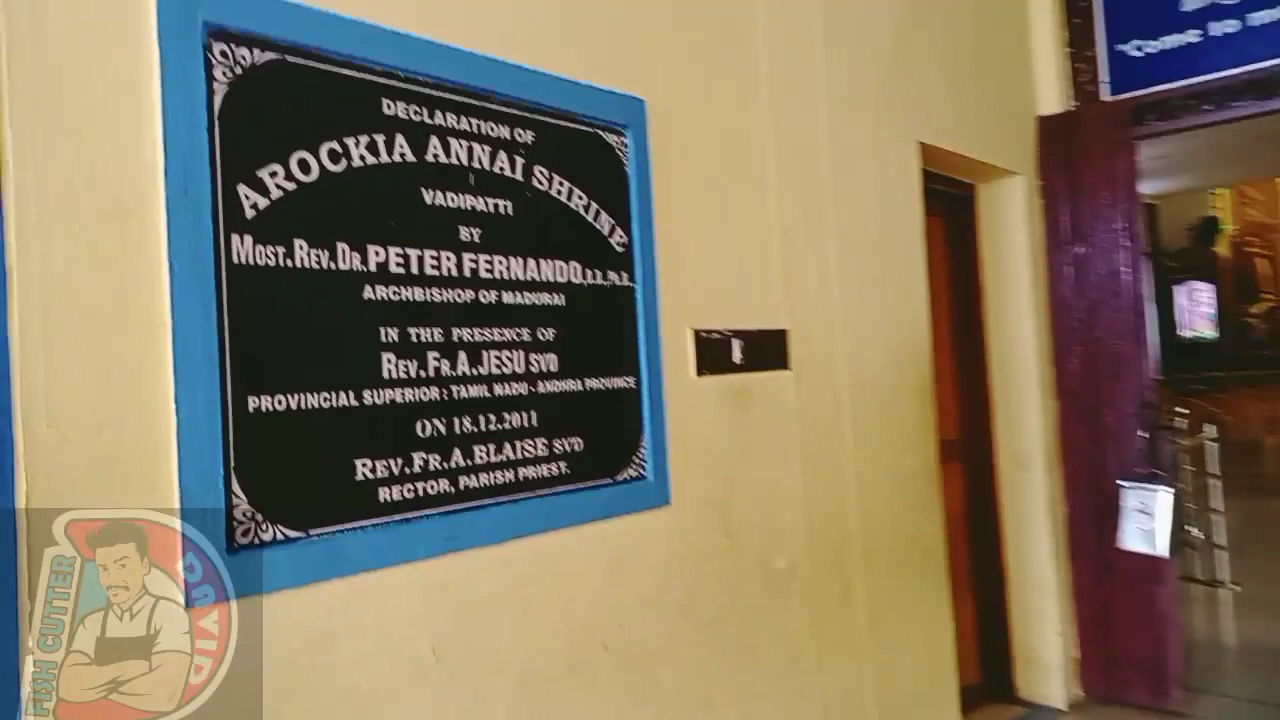 DECLARATION OF
AROCKIA ANNAI SHRINE
VADIPATTI
BY
MOST.REV.DR.PETER FERNANDO.,
ARCHBISHOP OF MADURAI
IN THE PRESENCE OF
REV.FR.A.JESU SVD
PROVINCIAL SUPERIOR : TAMIL NADU - ANDHRA PROVINCE
ON 18.12.2011
REV.FR.A.BLAISE SVD
RECTOR, PARISH PRIEST.
"Come to
FISH CUTTER
DAVID